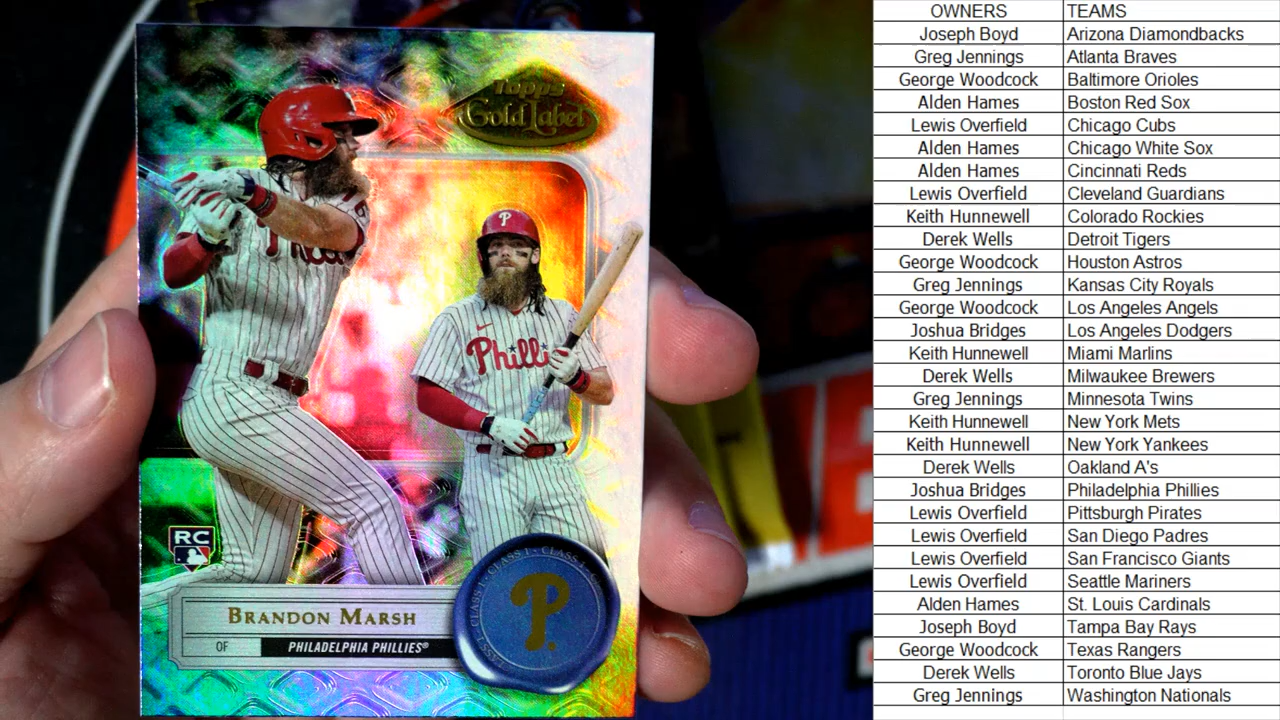 Topps
Gold Label
P
Phillies
RC
CLASS 1 · CLASS 1
BRANDON MARSH
OF
PHILADELPHIA PHILLIES®
P
OWNERS TEAMS
Joseph Boyd Arizona Diamondbacks
Greg Jennings Atlanta Braves
George Woodcock Baltimore Orioles
Alden Hames Boston Red Sox
Lewis Overfield Chicago Cubs
Alden Hames Chicago White Sox
Alden Hames Cincinnati Reds
Lewis Overfield Cleveland Guardians
Keith Hunnewell Colorado Rockies
Derek Wells Detroit Tigers
George Woodcock Houston Astros
Greg Jennings Kansas City Royals
George Woodcock Los Angeles Angels
Joshua Bridges Los Angeles Dodgers
Keith Hunnewell Miami Marlins
Derek Wells Milwaukee Brewers
Greg Jennings Minnesota Twins
Keith Hunnewell New York Mets
Keith Hunnewell New York Yankees
Derek Wells Oakland A's
Joshua Bridges Philadelphia Phillies
Lewis Overfield Pittsburgh Pirates
Lewis Overfield San Diego Padres
Lewis Overfield San Francisco Giants
Lewis Overfield Seattle Mariners
Alden Hames St. Louis Cardinals
Joseph Boyd Tampa Bay Rays
George Woodcock Texas Rangers
Derek Wells Toronto Blue Jays
Greg Jennings Washington Nationals